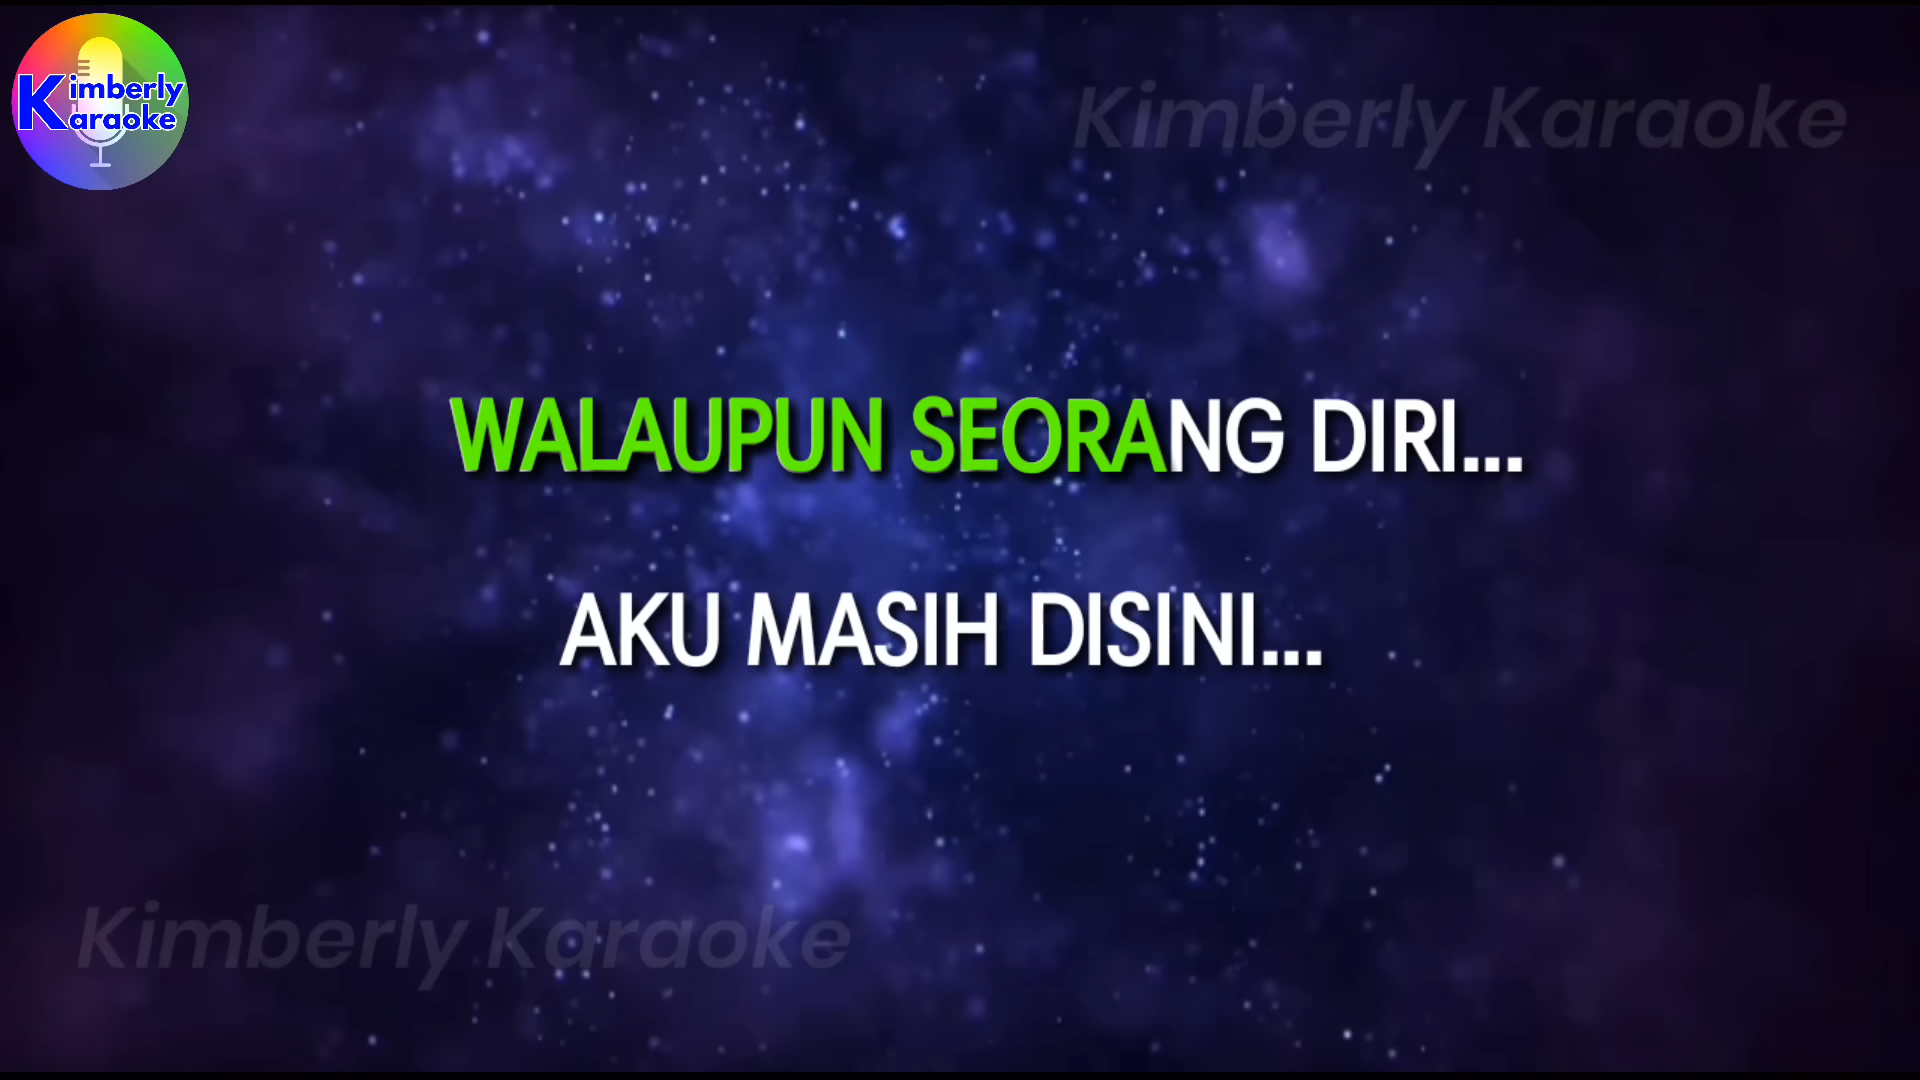 Kimberly
Karaoke
Kimberly Karaoke
WALAUPUN SEORANG DIRI...
AKU MASIH DISINI...
Kimberly Karaoke